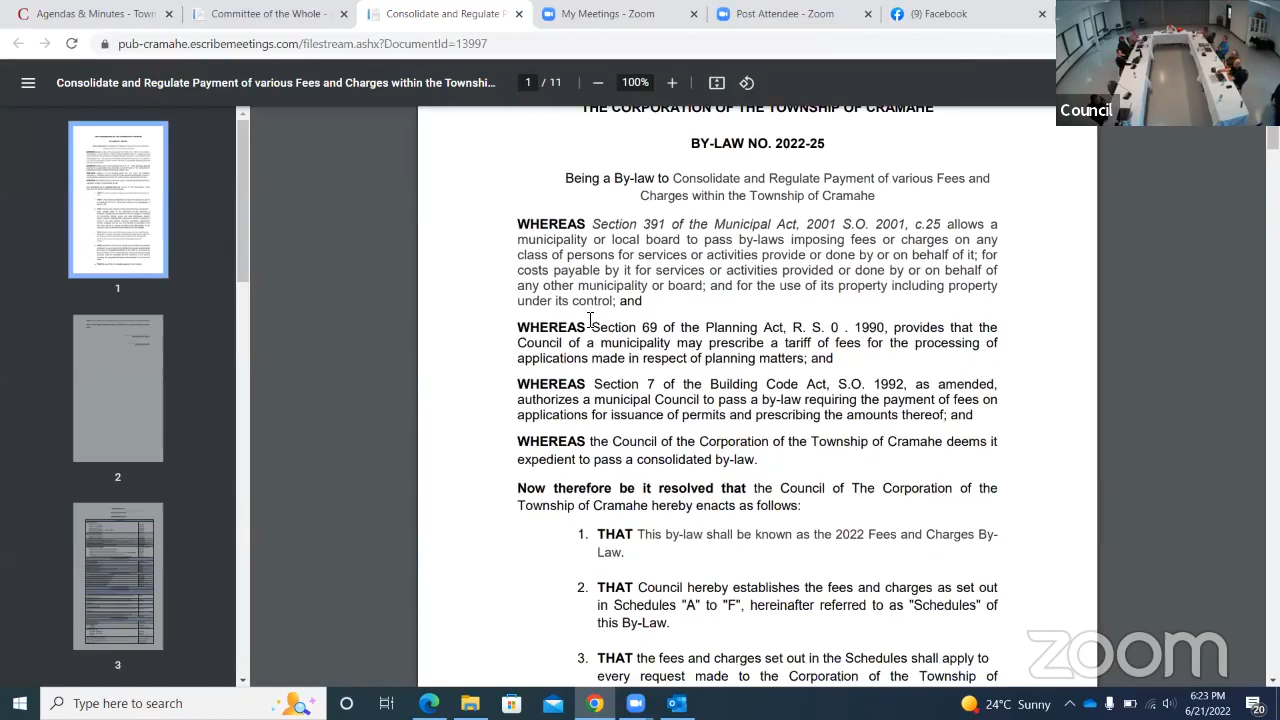 Township of Cram
Committee of the Whole - J
Consolidate and Regulate Pa
My Meetings - Zoom
Post Attendee - Zoom
(9) Facebook
pub-cramahe.escribemeetings.com/filestream.ashx?DocumentId=13997
Consolidate and Regulate Payment of various Fees and Charges within the Townshi...
1 / 11
100%
Council
THE CORPORATION OF THE TOWNSHIP OF CRAMAHE
BY-LAW NO. 2022-25
Being a By-law to Consolidate and Regulate Payment of various Fees and
Charges within the Township of Cramahe
WHEREAS Section 391 of the Municipal Act, 2001 S.O. 2001, c.25 allows a
municipality or local board to pass by-laws imposing fees or charges on any
class of persons for services or activities provided or done by or on behalf of it; for
costs payable by it for services or activities provided or done by or on behalf of
any other municipality or board; and for the use of its property including property
under its control; and
WHEREAS Section 69 of the Planning Act, R. S. 0 . 1990, provides that the
Council of a municipality may prescribe a tariff of fees for the processing of
applications made in respect of planning matters; and
WHEREAS Section 7 of the Building Code Act, S.O. 1992, as amended,
authorizes a municipal Council to pass a by-law requiring the payment of fees on
applications for issuance of permits and prescribing the amounts thereof; and
WHEREAS the Council of the Corporation of the Township of Cramahe deems it
expedient to pass a consolidated by-law.
Now therefore be it resolved that the Council of The Corporation of the
Township of Cramahe hereby enacts as follows:
1. THAT This by-law shall be known as the 2022 Fees and Charges By-
Law.
2. THAT Council hereby establishes the fees and charges as set out
in Schedules "A" to "F", hereinafter referred to as "Schedules" of
this By-Law.
3. THAT the fees and charges set out in the Schedules shall apply to
every request made to the Corporation of the Township of
1
2
3
zoom
Type here to search
24°C Sunny
6:23 PM
6/21/2022
20